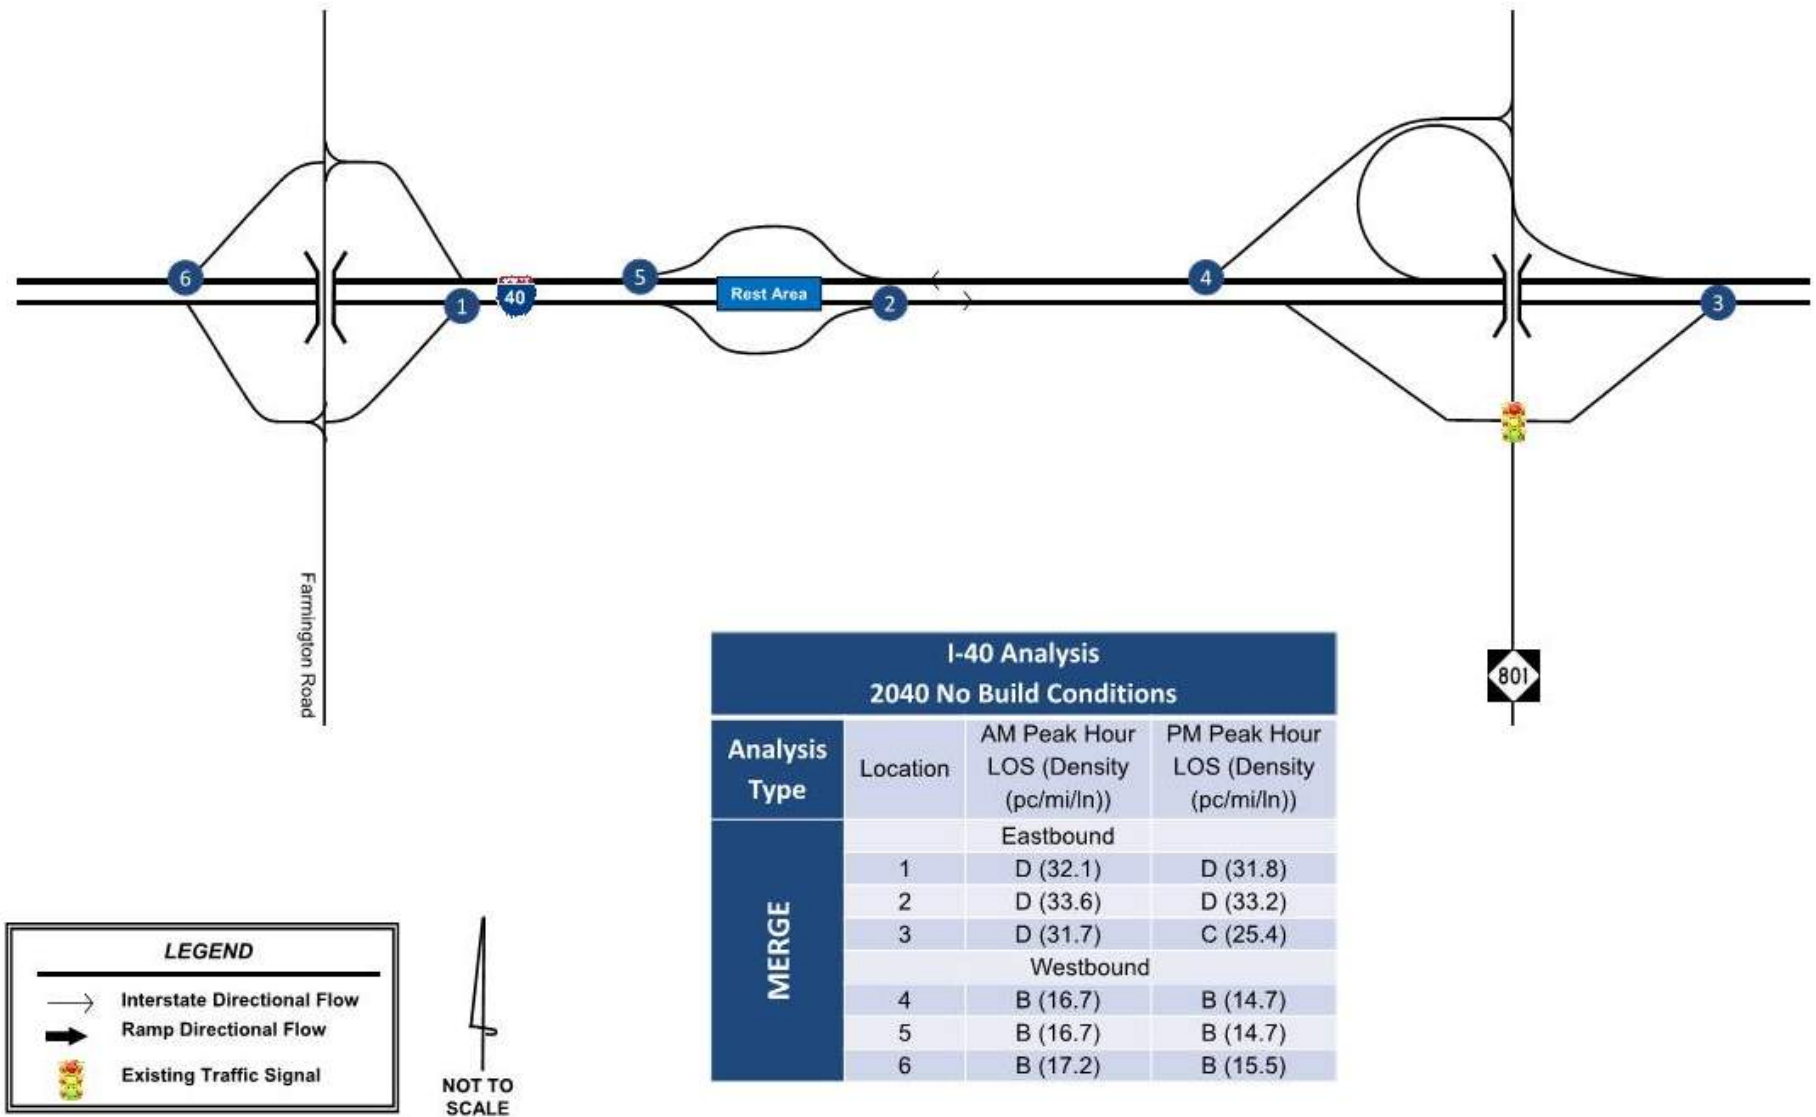 6
1
40
5
Rest Area
2
4
3
Farmington Road
801
I-40 Analysis
2040 No Build Conditions
Analysis Type
Location
AM Peak Hour LOS (Density (pc/mi/ln))
PM Peak Hour LOS (Density (pc/mi/ln))
MERGE
Eastbound
1 D (32.1) D (31.8)
2 D (33.6) D (33.2)
3 D (31.7) C (25.4)
Westbound
4 B (16.7) B (14.7)
5 B (16.7) B (14.7)
6 B (17.2) B (15.5)
LEGEND
Interstate Directional Flow
Ramp Directional Flow
Existing Traffic Signal
NOT TO
SCALE